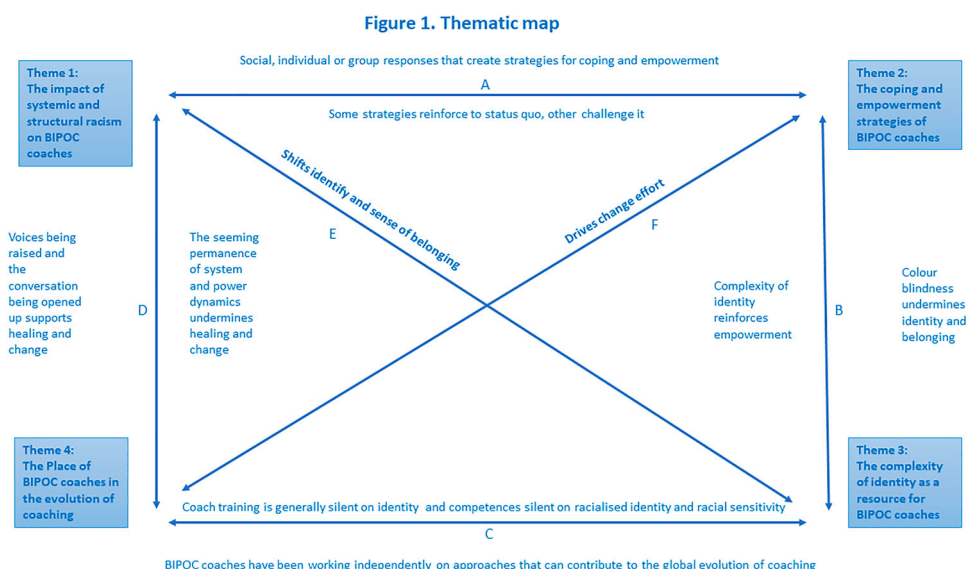 Figure 1. Thematic map
Social, individual or group responses that create strategies for coping and empowerment
A
Some strategies reinforce to status quo, other challenge it
Theme 1:
The impact of
systemic and
structural racism
on BIPOC
coaches
Theme 2:
The coping and
empowerment
strategies of
BIPOC coaches
Shifts identify and sense of belonging
E
Drives change effort
F
Voices being
raised and
the
conversation
being opened
up supports
healing and
change
D
The seeming
permanence
of system
and power
dynamics
undermines
healing and
change
Complexity of
identity
reinforces
empowerment
B
Colour
blindness
undermines
identity and
belonging
Theme 4:
The Place of
BIPOC coaches in
the evolution of
coaching
Theme 3:
The complexity
of identity as a
resource for
BIPOC coaches
Coach training is generally silent on identity and competences silent on racialised identity and racial sensitivity
C
BIPOC coaches have been working independently on approaches that can contribute to the global evolution of coaching